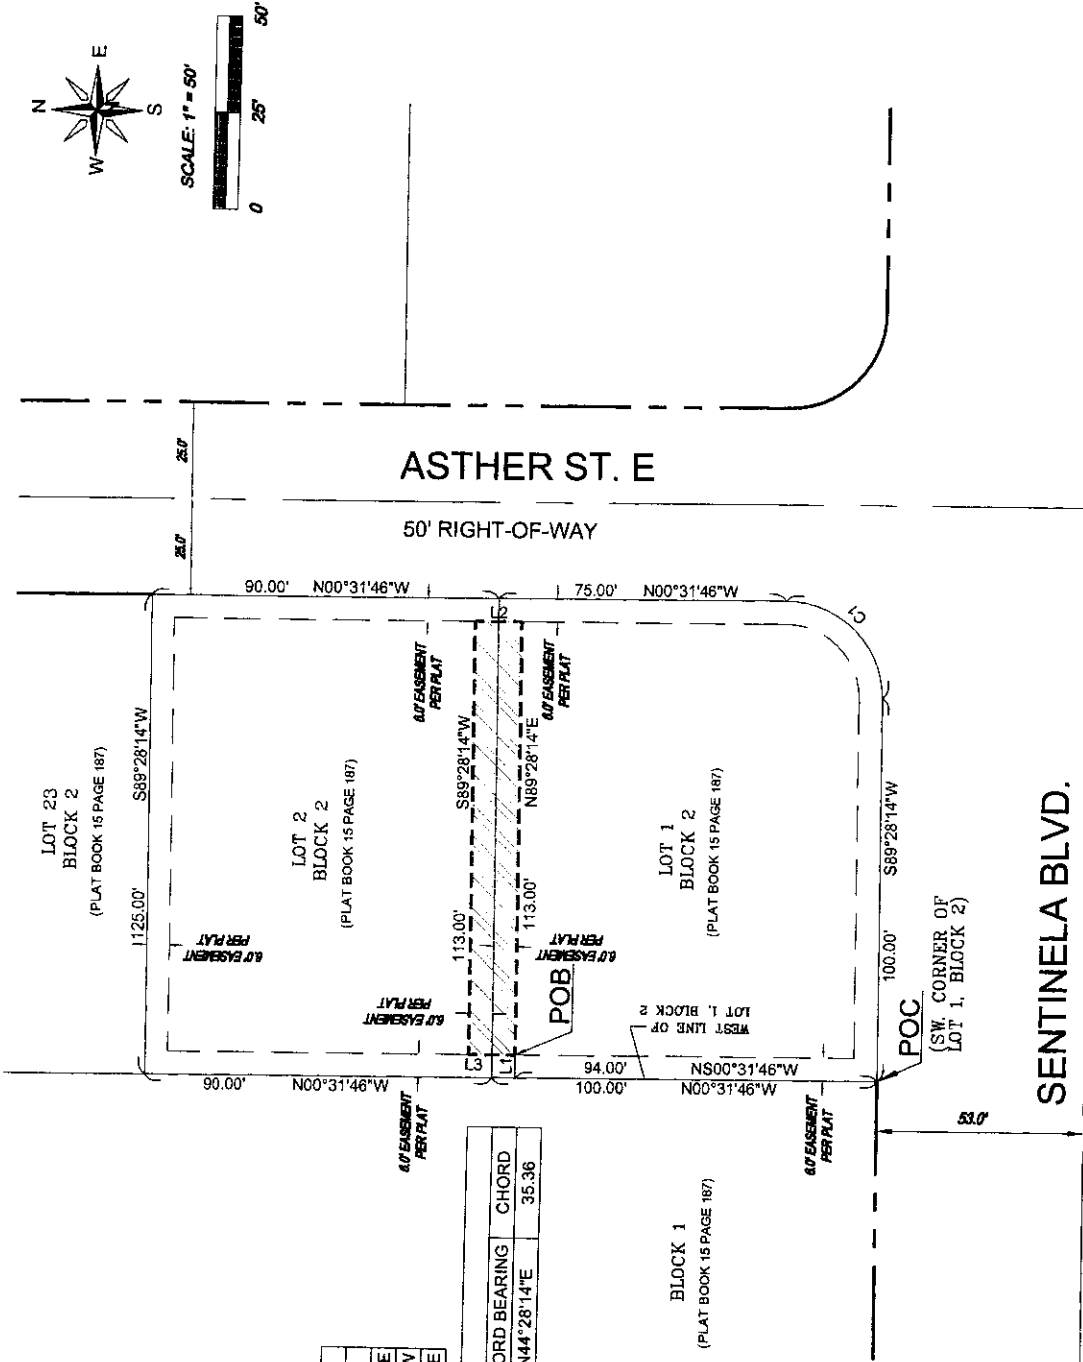 N
E
W
S
SCALE: 1" = 50'
0
25'
50'
25.0'
25.0'
ASTHER ST. E
50' RIGHT-OF-WAY
LOT 23
BLOCK 2
(PLAT BOOK 15 PAGE 187)
S89°28'14"W
125.00'
90.00' N00°31'46"W
75.00' N00°31'46"W
6.0' EASEMENT
PER PLAT
LOT 2
BLOCK 2
(PLAT BOOK 15 PAGE 187)
6.0' EASEMENT
PER PLAT
6.0' EASEMENT
PER PLAT
L2
S89°28'14"W
113.00'
N89°28'14"E
113.00'
6.0' EASEMENT
PER PLAT
6.0' EASEMENT
PER PLAT
LOT 1
BLOCK 2
(PLAT BOOK 15 PAGE 187)
POB
L3
L1
WEST LINE OF
LOT 1, BLOCK 2
90.00' N00°31'46"W
94.00' NS00°31'46"W
100.00' N00°31'46"W
S89°28'14"W
100.00'
POC
(SW. CORNER OF
LOT 1, BLOCK 2)
6.0' EASEMENT
PER PLAT
6.0' EASEMENT
PER PLAT
53.0'
SENTINELA BLVD.
BLOCK 1
(PLAT BOOK 15 PAGE 187)
ORD BEARING CHORD
N44°28'14"E 35.36
E
W
E